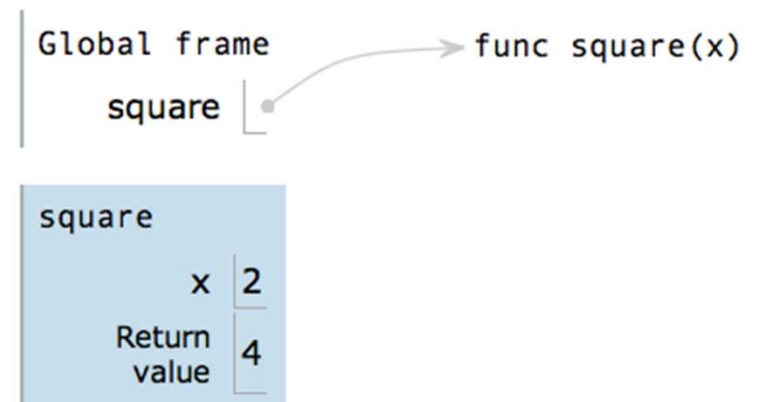 Global frame
func square(x)
square
square
x 2
Return
value 4